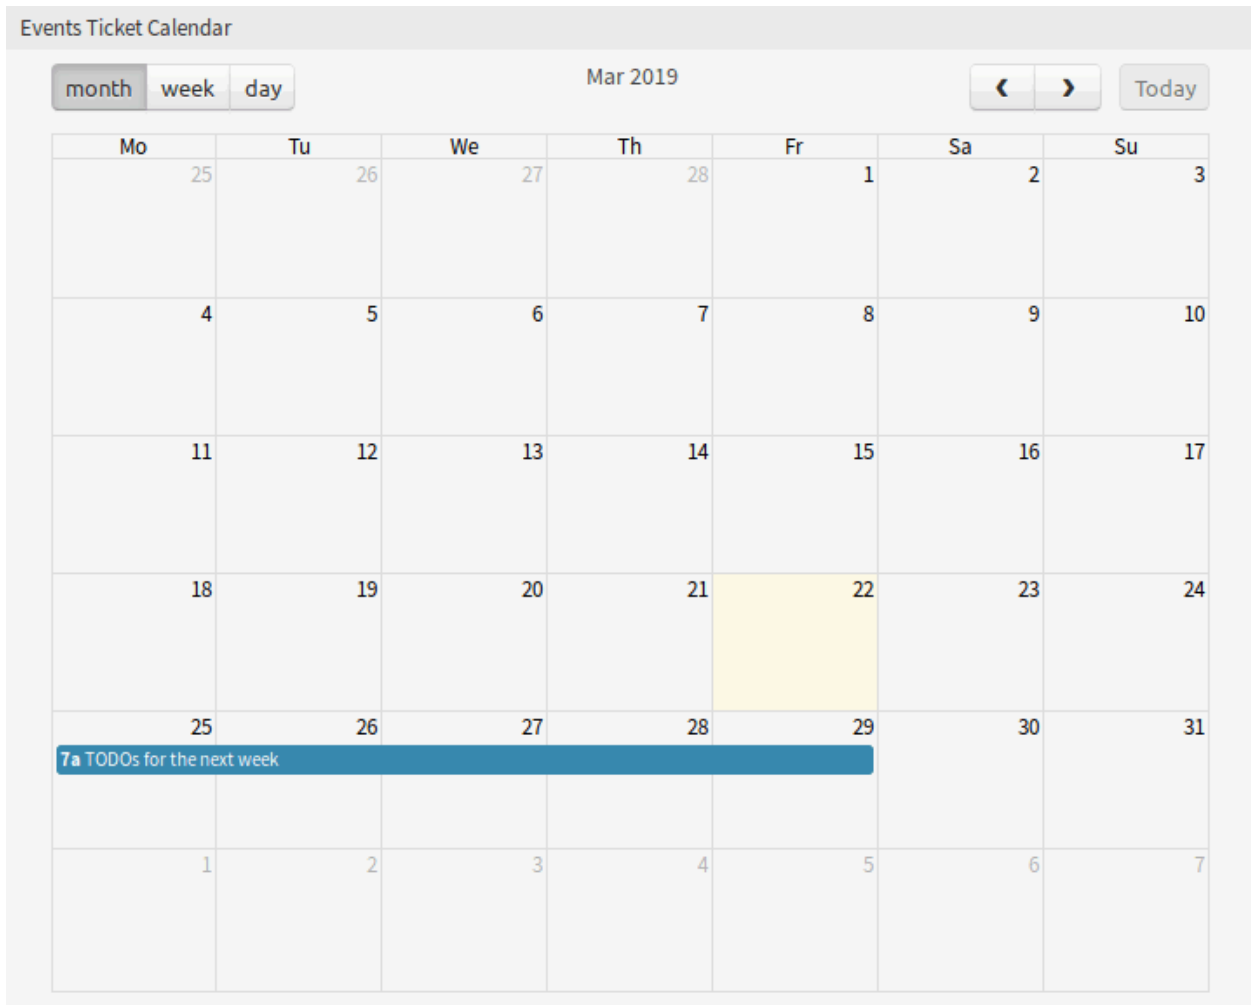 Events Ticket Calendar
month week day Mar 2019 ❮ ❯ Today
Mo Tu We Th Fr Sa Su
25 26 27 28 1 2 3
4 5 6 7 8 9 10
11 12 13 14 15 16 17
18 19 20 21 22 23 24
25 26 27 28 29 30 31
7a TODOs for the next week
1 2 3 4 5 6 7